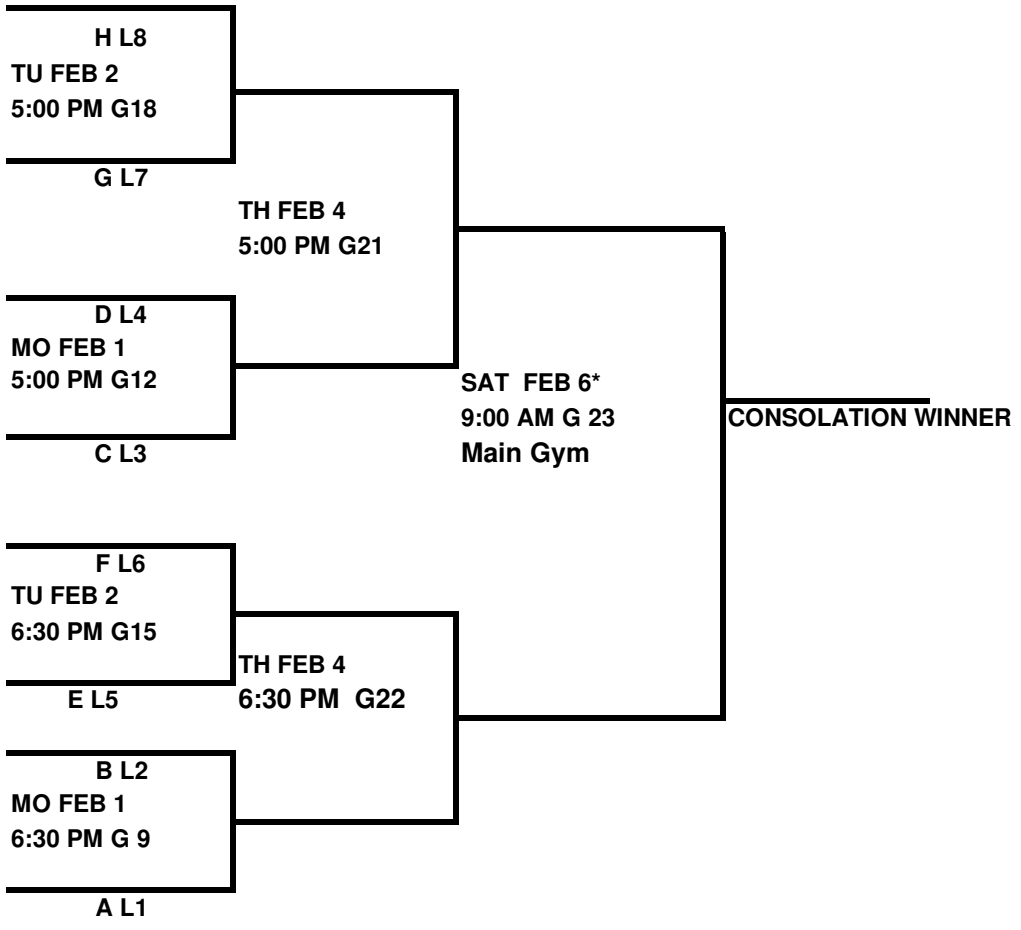 H L8
TU FEB 2
5:00 PM G18
G L7
TH FEB 4
5:00 PM G21
D L4
MO FEB 1
5:00 PM G12
C L3
SAT  FEB 6*
9:00 AM G 23
Main Gym
CONSOLATION WINNER
F L6
TU FEB 2
6:30 PM G15
E L5
TH FEB 4
6:30 PM  G22
B L2
MO FEB 1
6:30 PM G 9
A L1